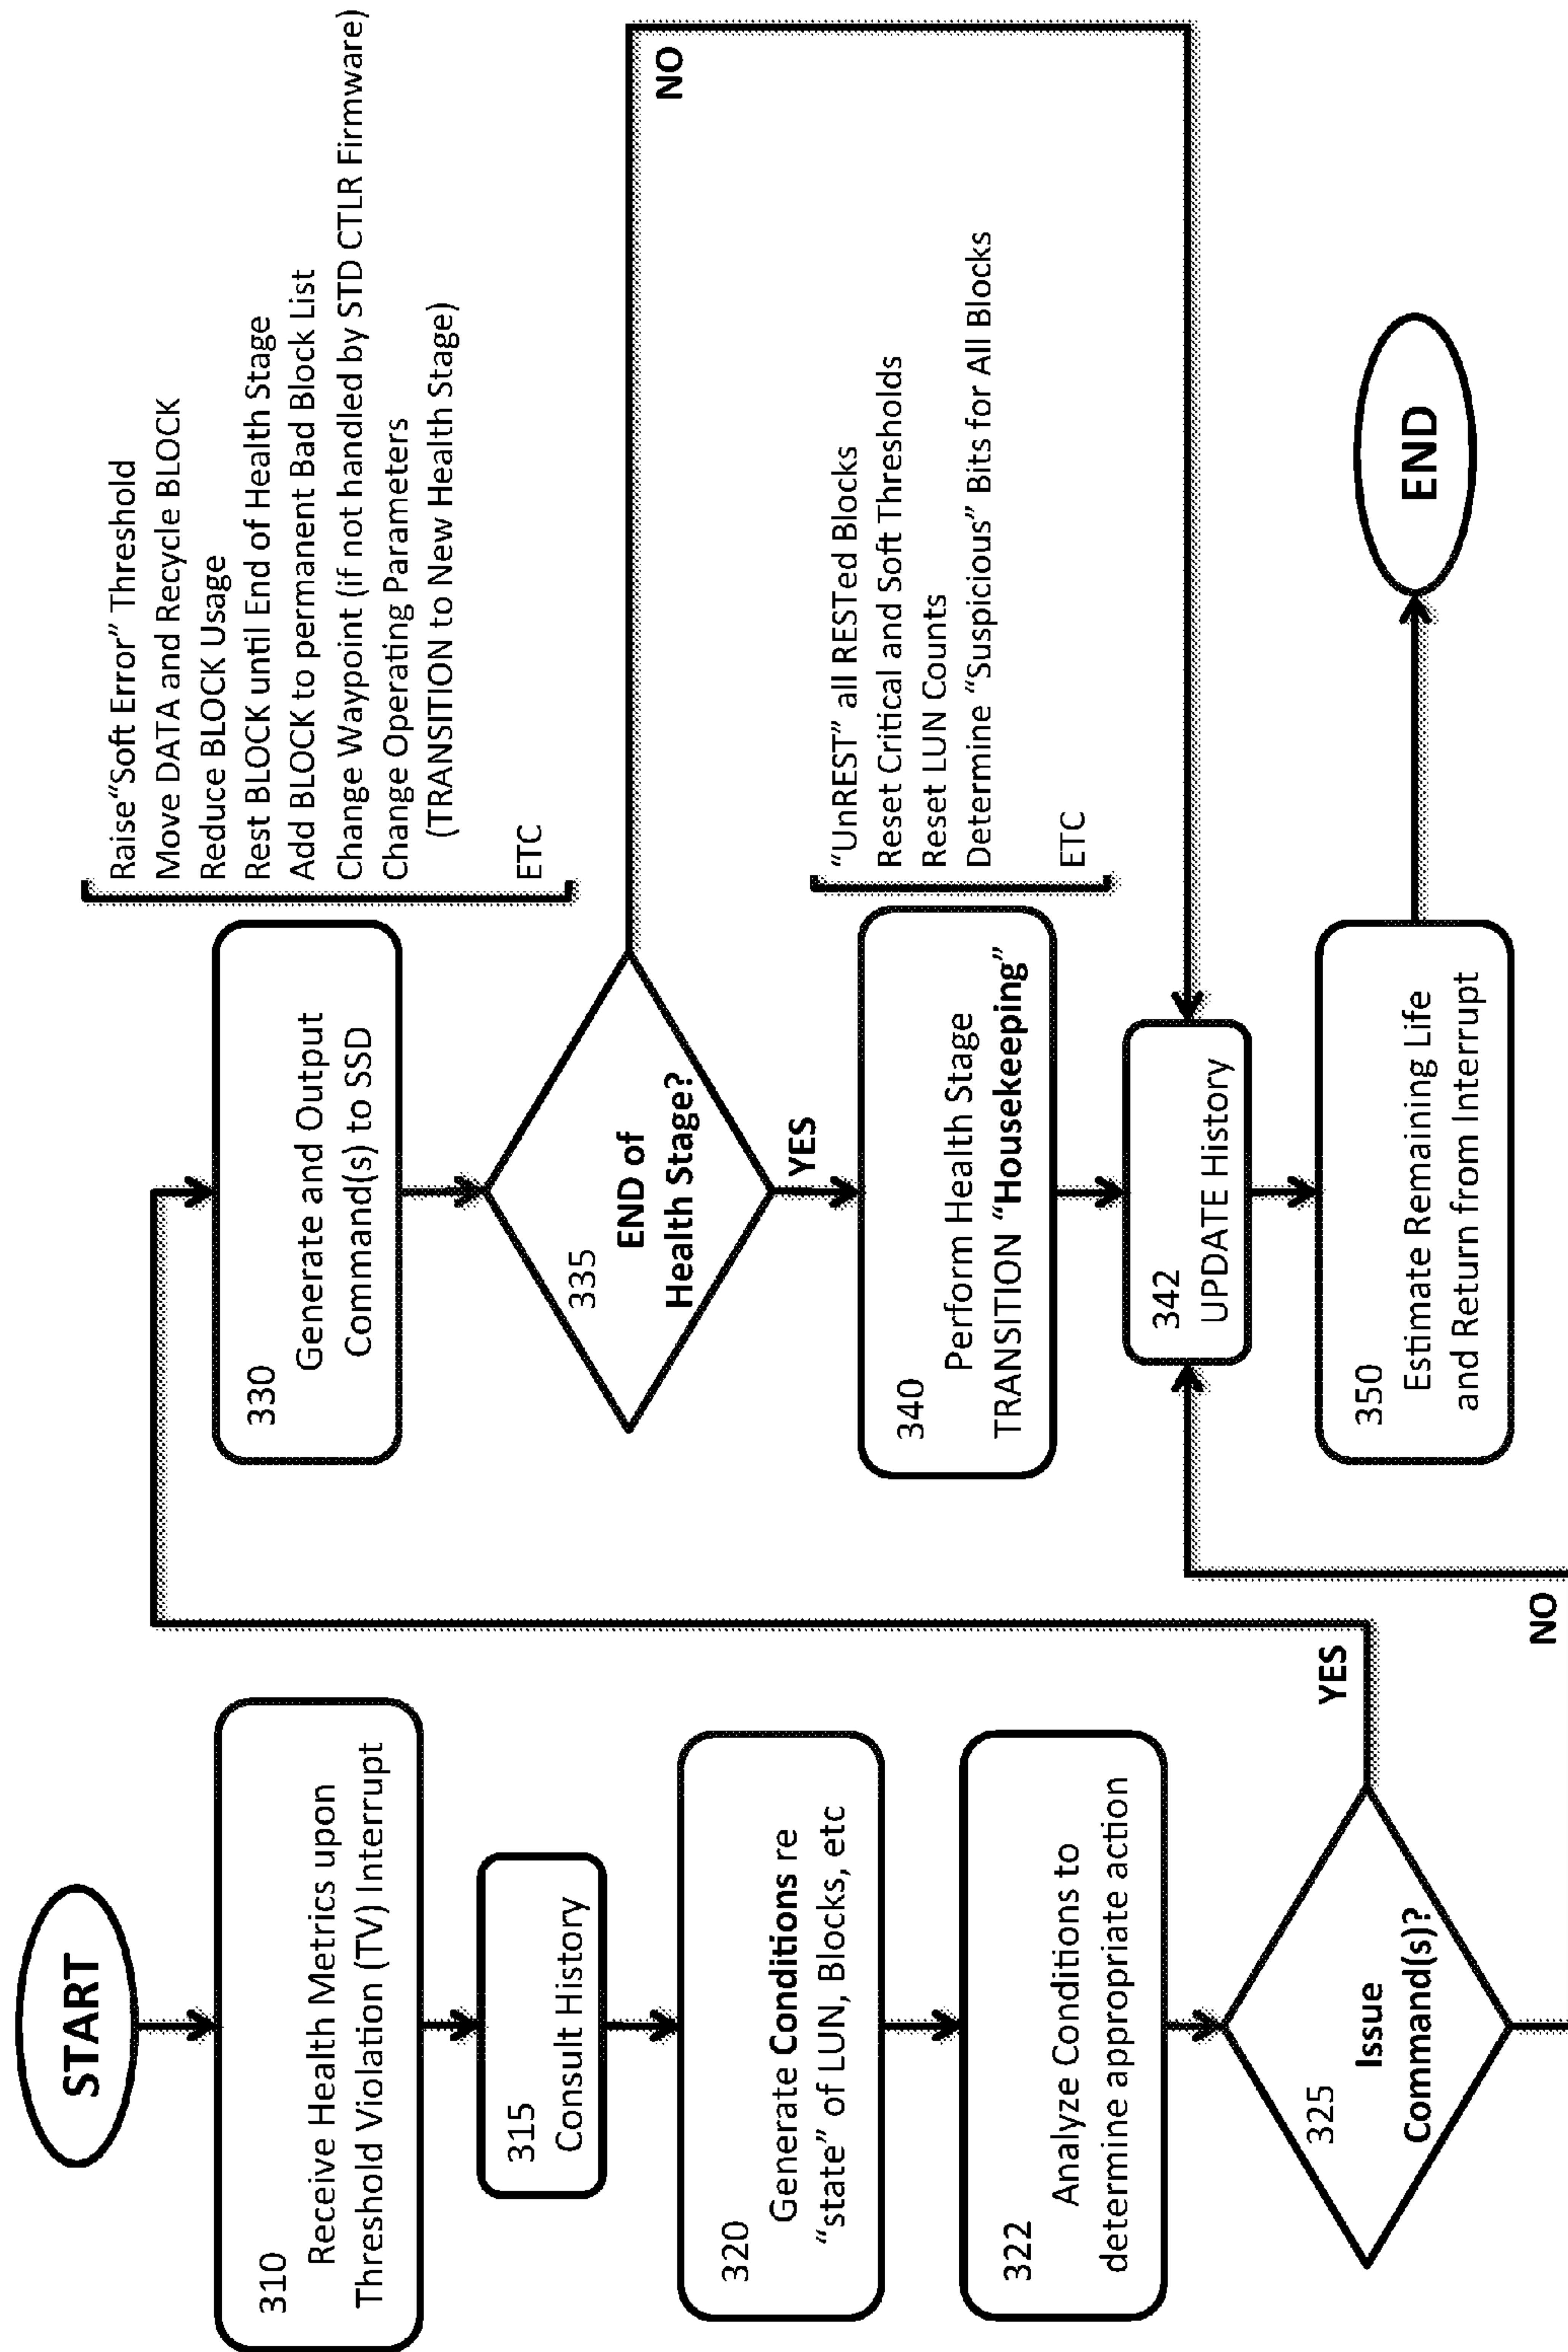 START
310
Receive Health Metrics upon
Threshold Violation (TV) Interrupt
315
Consult History
320
Generate Conditions re
“state” of LUN, Blocks, etc
322
Analyze Conditions to
determine appropriate action
325
Issue
Command(s)?
YES
NO
330
Generate and Output
Command(s) to SSD
Raise“Soft Error” Threshold
Move DATA and Recycle BLOCK
Reduce BLOCK Usage
Rest BLOCK until End of Health Stage
Add BLOCK to permanent Bad Block List
Change Waypoint (if not handled by STD CTLR Firmware)
Change Operating Parameters
(TRANSITION to New Health Stage)
ETC
335
END of
Health Stage?
NO
YES
340
Perform Health Stage
TRANSITION “Housekeeping”
“UnREST” all RESTed Blocks
Reset Critical and Soft Thresholds
Reset LUN Counts
Determine “Suspicious” Bits for All Blocks
ETC
342
UPDATE History
350
Estimate Remaining Life
and Return from Interrupt
END